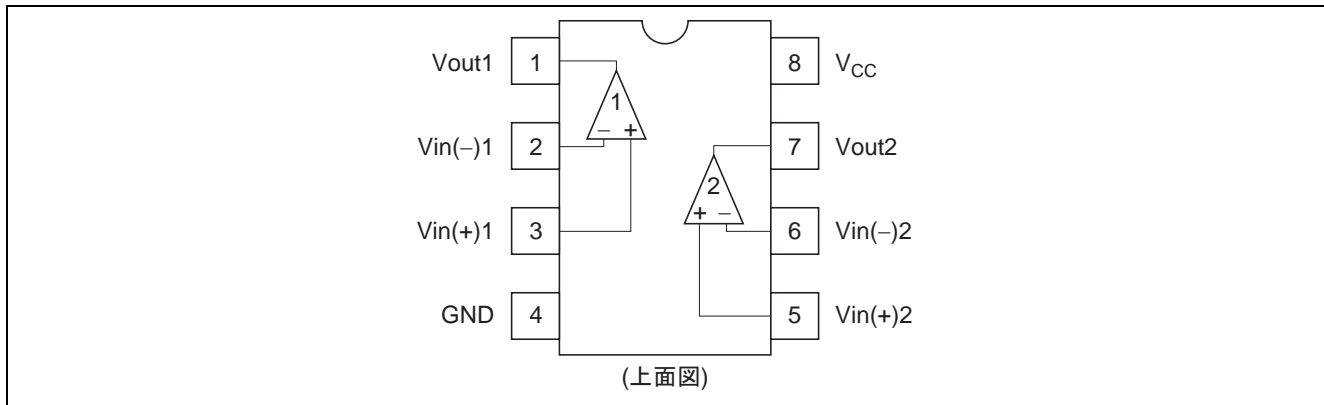 Vout1 1 8 VCC
1
− +
Vin(−)1 2 7 Vout2
2
+ −
Vin(+)1 3 6 Vin(−)2
GND 4 5 Vin(+)2
(上面図)